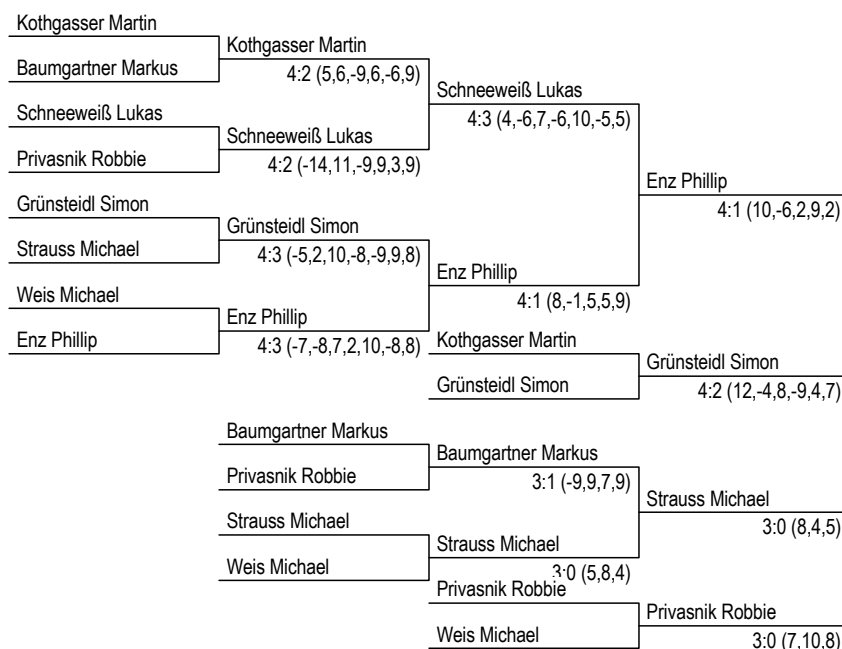 Kothgasser Martin
Kothgasser Martin
Baumgartner Markus
4:2 (5,6,-9,6,-6,9)
Schneeweiß Lukas
Schneeweiß Lukas
4:3 (4,-6,7,-6,10,-5,5)
Schneeweiß Lukas
Privasnik Robbie
4:2 (-14,11,-9,9,3,9)
Enz Phillip
4:1 (10,-6,2,9,2)
Grünsteidl Simon
Grünsteidl Simon
Strauss Michael
4:3 (-5,2,10,-8,-9,9,8)
Enz Phillip
4:1 (8,-1,5,5,9)
Weis Michael
Enz Phillip
Enz Phillip
4:3 (-7,-8,7,2,10,-8,8)
Kothgasser Martin
Grünsteidl Simon
Grünsteidl Simon
4:2 (12,-4,8,-9,4,7)
Baumgartner Markus
Baumgartner Markus
Privasnik Robbie
3:1 (-9,9,7,9)
Strauss Michael
3:0 (8,4,5)
Strauss Michael
Strauss Michael
Weis Michael
3:0 (5,8,4)
Privasnik Robbie
Privasnik Robbie
Weis Michael
3:0 (7,10,8)